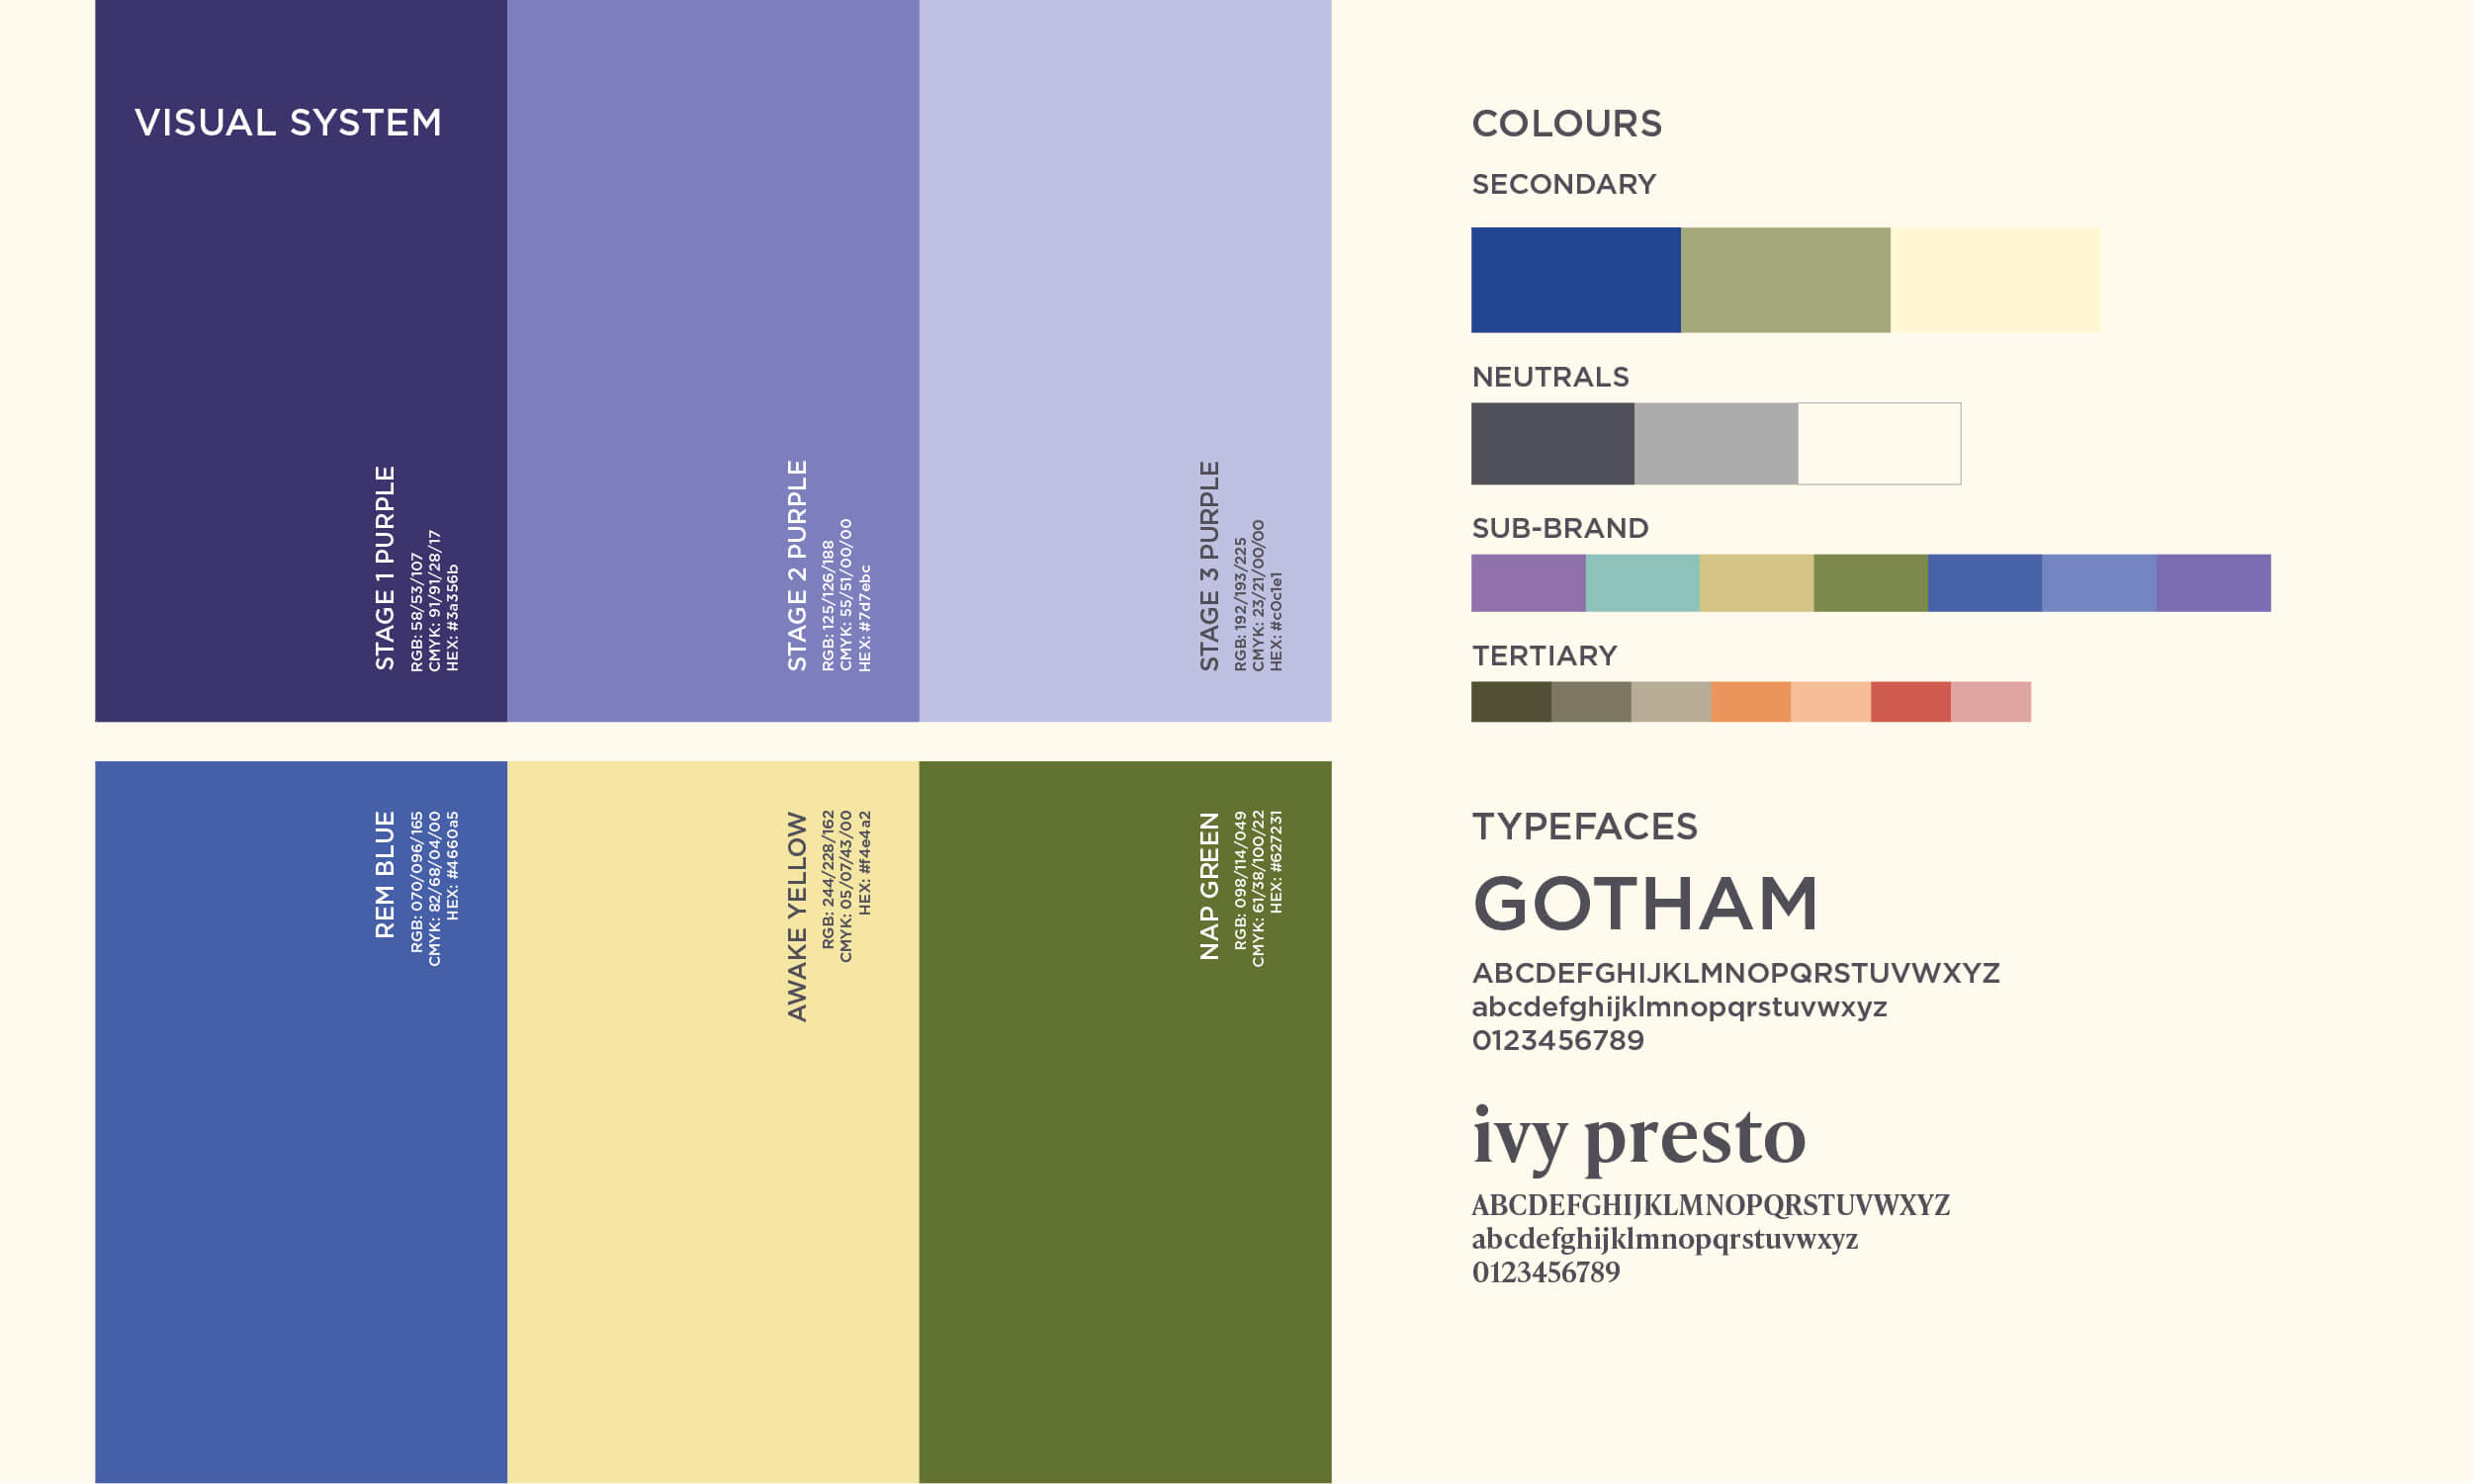 VISUAL SYSTEM
STAGE 1 PURPLE
RGB: 58/53/107
CMYK: 91/91/28/17
HEX: #3a356b
STAGE 2 PURPLE
RGB: 125/126/188
CMYK: 55/51/00/00
HEX: #7d7ebc
STAGE 3 PURPLE
RGB: 192/193/225
CMYK: 23/21/00/00
HEX: #c0c1e1
REM BLUE
RGB: 070/096/165
CMYK: 82/68/04/00
HEX: #4660a5
AWAKE YELLOW
RGB: 244/228/162
CMYK: 05/07/43/00
HEX: #f4e4a2
NAP GREEN
RGB: 098/114/049
CMYK: 61/38/100/22
HEX: #627231
COLOURS
SECONDARY
NEUTRALS
SUB-BRAND
TERTIARY
TYPEFACES
GOTHAM
ABCDEFGHIJKLMNOPQRSTUVWXYZ
abcdefghijklmnopqrstuvwxyz
0123456789
ivy presto
ABCDEFGHIJKLMNOPQRSTUVWXYZ
abcdefghijklmnopqrstuvwxyz
0123456789